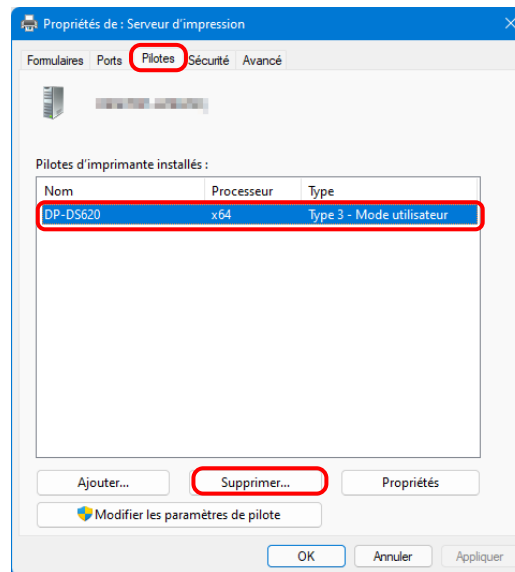 Propriétés de : Serveur d'impression
Formulaires Ports Pilotes Sécurité Avancé
Pilotes d'imprimante installés :
Nom Processeur Type
DP-DS620 x64 Type 3 - Mode utilisateur
Ajouter... Supprimer... Propriétés
Modifier les paramètres de pilote
OK Annuler Appliquer